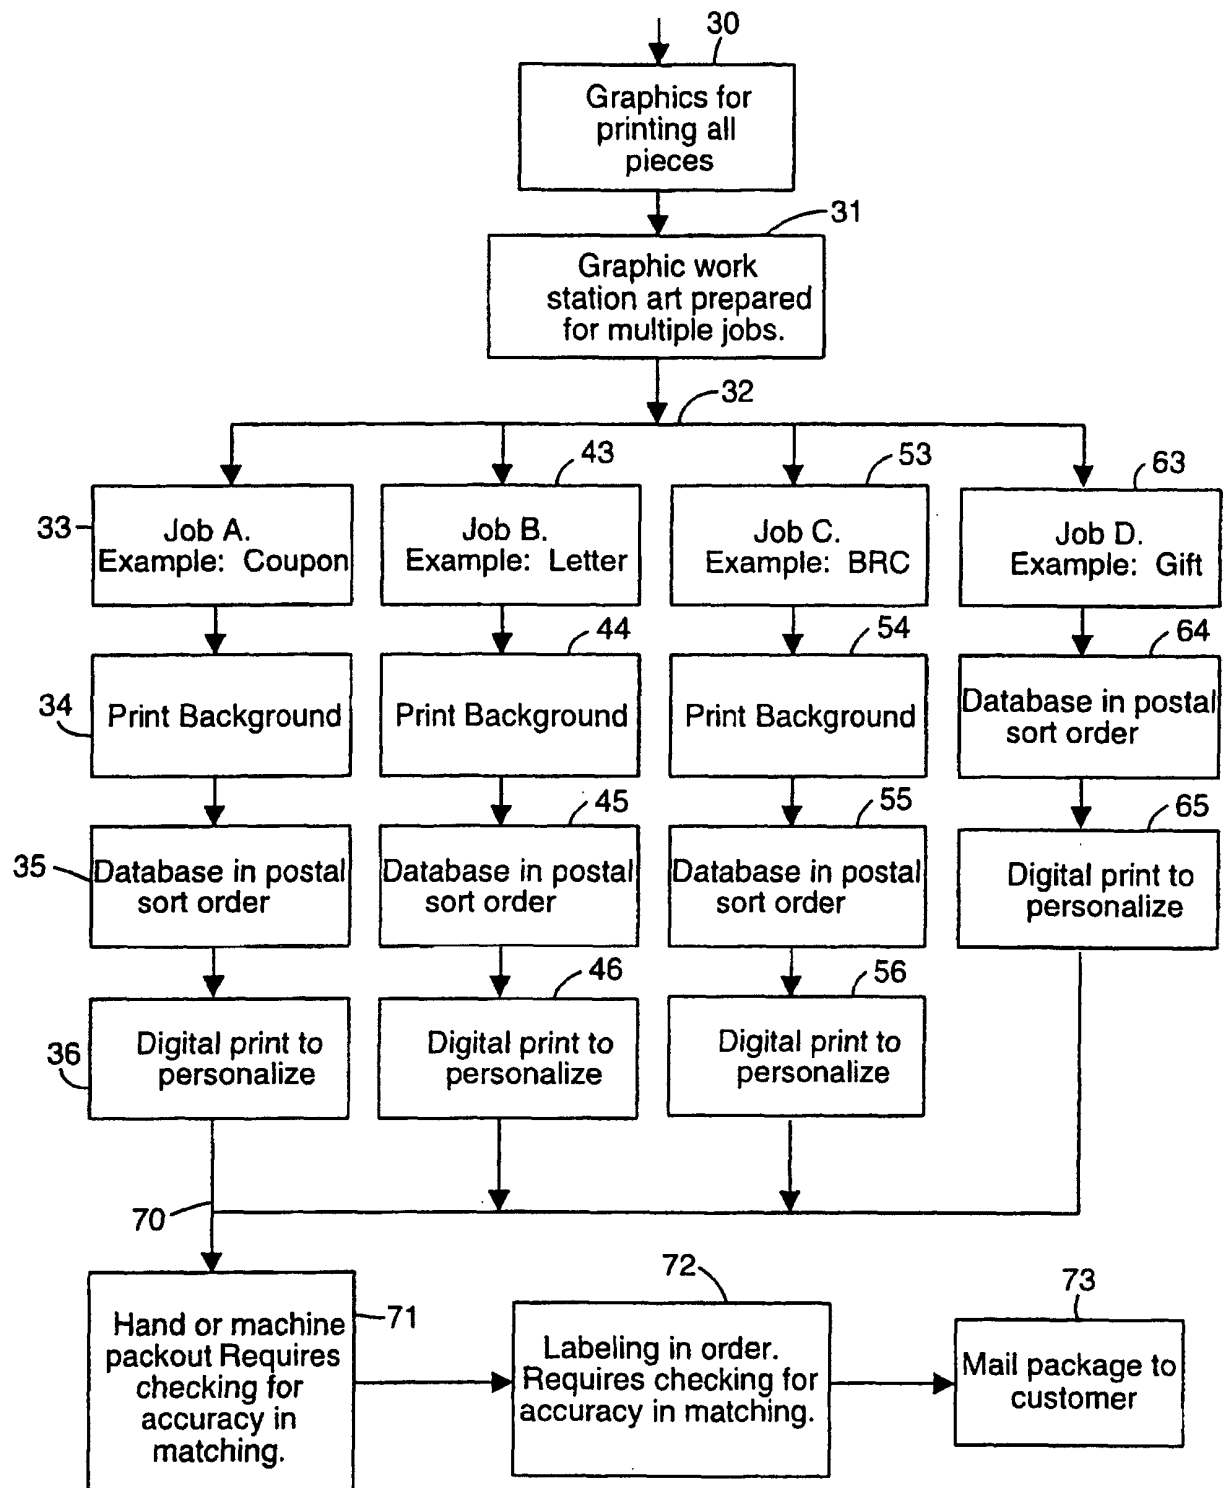 30
Graphics for
printing all
pieces
31
Graphic work
station art prepared
for multiple jobs.
32
33
Job A.
Example: Coupon
43
Job B.
Example: Letter
53
Job C.
Example: BRC
63
Job D.
Example: Gift
34
Print Background
44
Print Background
54
Print Background
64
Database in postal
sort order
35
Database in postal
sort order
45
Database in postal
sort order
55
Database in postal
sort order
65
Digital print to
personalize
36
Digital print to
personalize
46
Digital print to
personalize
56
Digital print to
personalize
70
71
Hand or machine
packout Requires
checking for
accuracy in
matching.
72
Labeling in order.
Requires checking for
accuracy in matching.
73
Mail package to
customer